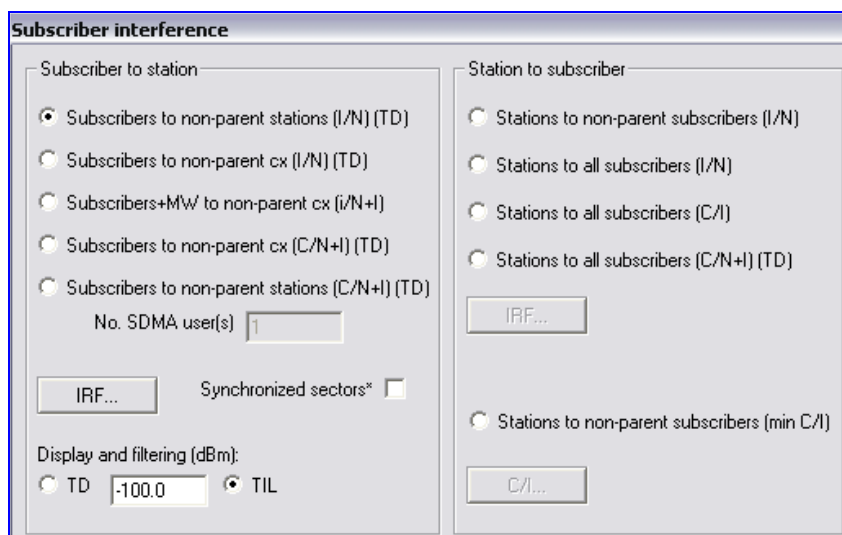 Subscriber interference
Subscriber to station
Subscribers to non-parent stations (I/N) (TD)
Subscribers to non-parent cx (I/N) (TD)
Subscribers+MW to non-parent cx (i/N+I)
Subscribers to non-parent cx (C/N+I) (TD)
Subscribers to non-parent stations (C/N+I) (TD)
No. SDMA user(s) 1
IRF... Synchronized sectors*
Display and filtering (dBm):
TD -100.0 TIL
Station to subscriber
Stations to non-parent subscribers (I/N)
Stations to all subscribers (I/N)
Stations to all subscribers (C/I)
Stations to all subscribers (C/N+I) (TD)
IRF...
Stations to non-parent subscribers (min C/I)
C/I...